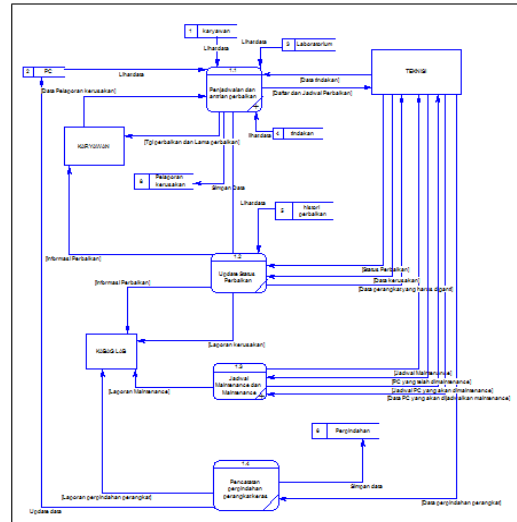 1 Karyawan
Lihat data
3 Laboratorium
Lihat data
2 PC
Lihat data
1.1
Penjadwalan dan
antrian perbaikan
[Data tindakan]
[Daftar dan Jadwal Perbaikan]
TEKNISI
[Data Pelaporan kerusakan]
KARYAWAN
[Tgl perbaikan dan Lama perbaikan]
lihat data
4 tindakan
Pelaporan
kerusakan
Simpan Data
Lihat data
5 histori
perbaikan
[Informasi Perbaikan]
1.2
Update Status
Perbaikan
[Status Perbaikan]
[Data kerusakan]
[Data perangkat yang harus diganti]
[Informasi Perbaikan]
KABAG LAB
[Laporan kerusakan]
1.3
Jadwal
Maintenance dan
Maintenance
[Jadwal Maintenance]
[PC yang telah dimaintenance]
[Jadwal PC yang akan dimaintenance]
[Data PC yang akan dijadwalkan maintenance]
[Laporan Maintenance]
6 Perpindahan
1.4
Pencatatan
perpindahan
perangkat keras
Simpan data
[Laporan perpindahan perangkat]
[Data perpindahan perangkat]
Update data